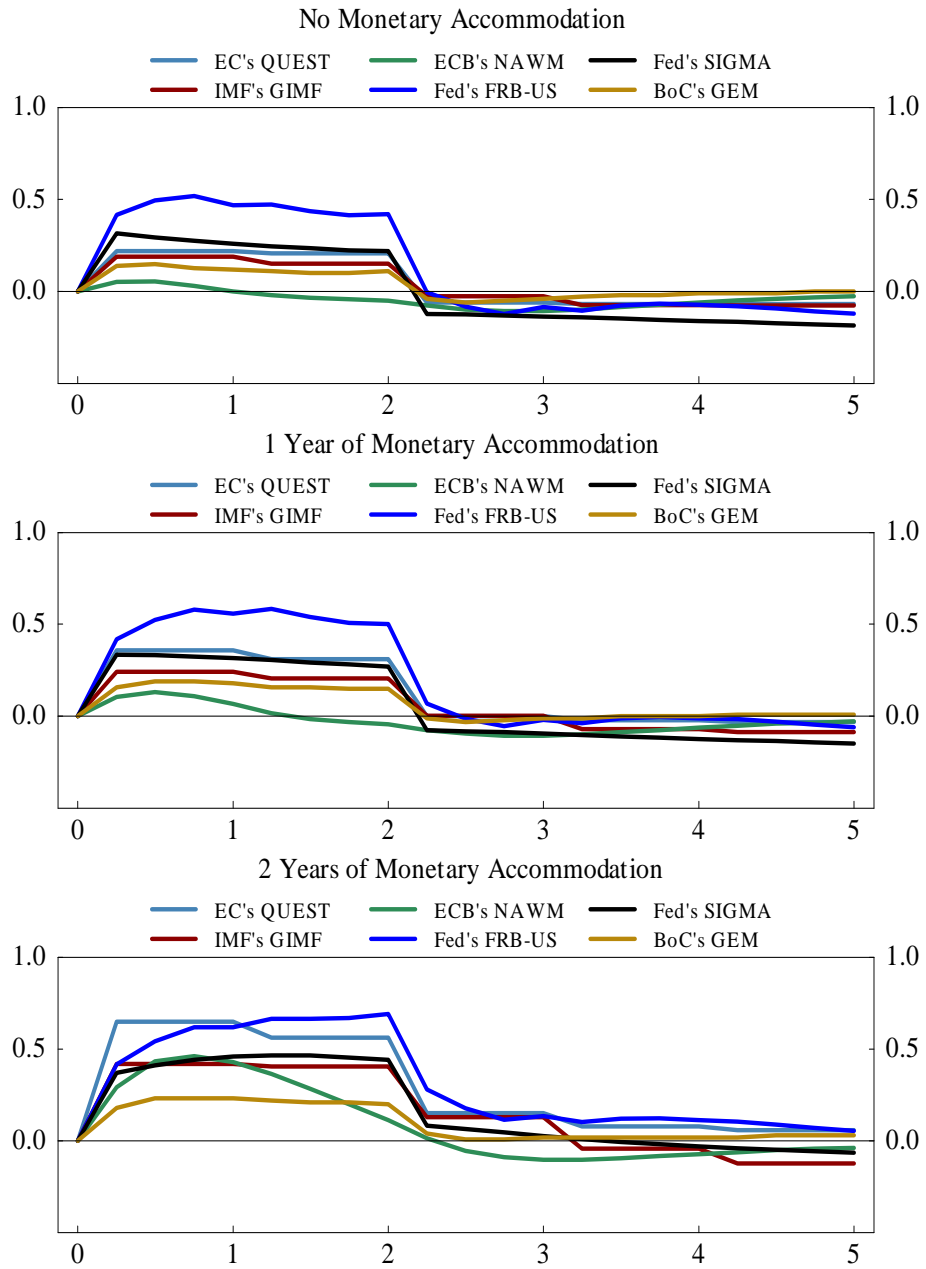 No Monetary Accommodation
EC's QUEST ECB's NAWM Fed's SIGMA
IMF's GIMF Fed's FRB-US BoC's GEM
1.0 1.0
0.5 0.5
0.0 0.0
0 1 2 3 4 5
1 Year of Monetary Accommodation
EC's QUEST ECB's NAWM Fed's SIGMA
IMF's GIMF Fed's FRB-US BoC's GEM
1.0 1.0
0.5 0.5
0.0 0.0
0 1 2 3 4 5
2 Years of Monetary Accommodation
EC's QUEST ECB's NAWM Fed's SIGMA
IMF's GIMF Fed's FRB-US BoC's GEM
1.0 1.0
0.5 0.5
0.0 0.0
0 1 2 3 4 5